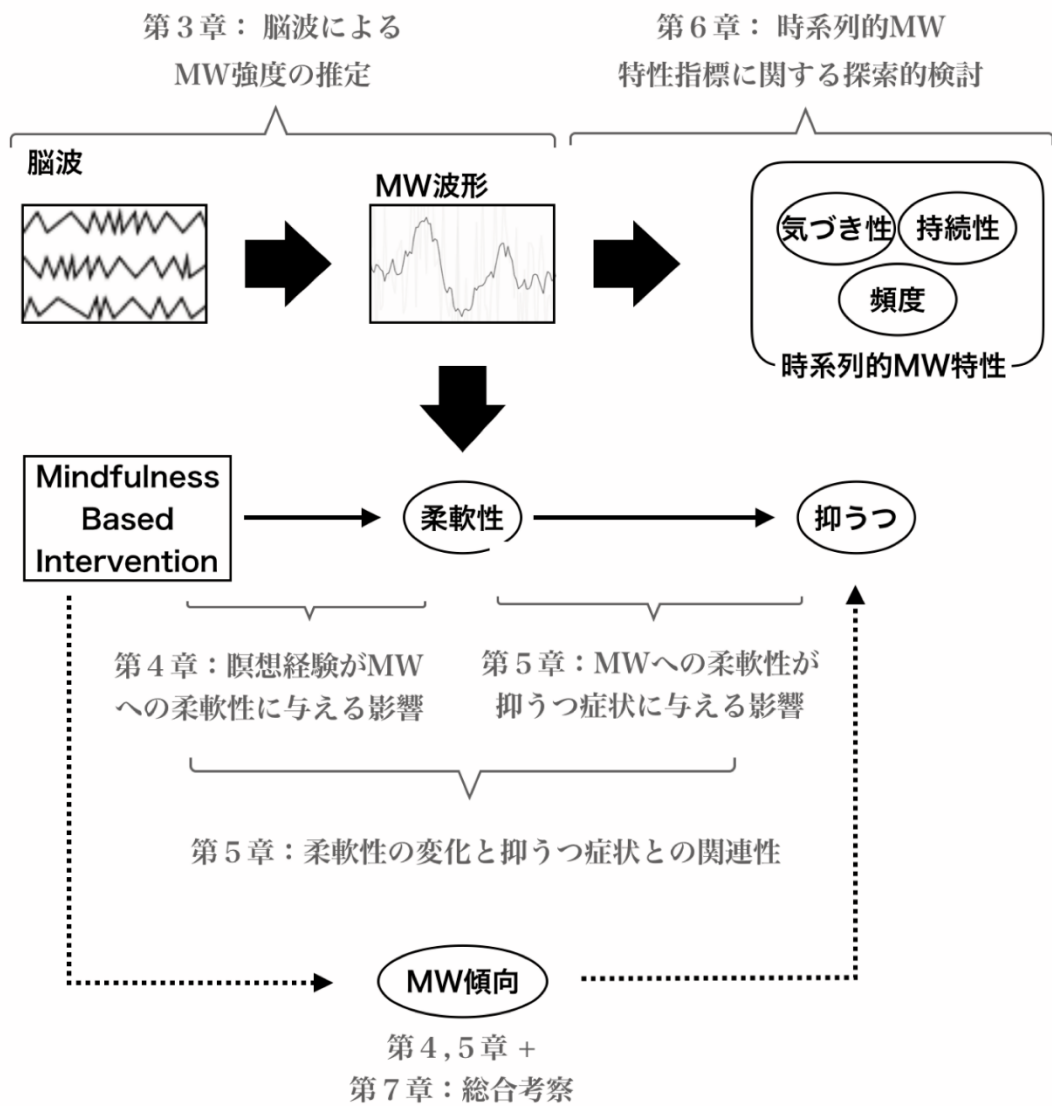 第３章： 脳波による
MW強度の推定
第６章： 時系列的MW
特性指標に関する探索的検討
脳波
MW波形
気づき性
持続性
頻度
時系列的MW特性
Mindfulness
Based
Intervention
柔軟性
抑うつ
第４章：瞑想経験がMW
への柔軟性に与える影響
第５章：MWへの柔軟性が
抑うつ症状に与える影響
第５章：柔軟性の変化と抑うつ症状との関連性
MW傾向
第４,５章 +
第７章：総合考察